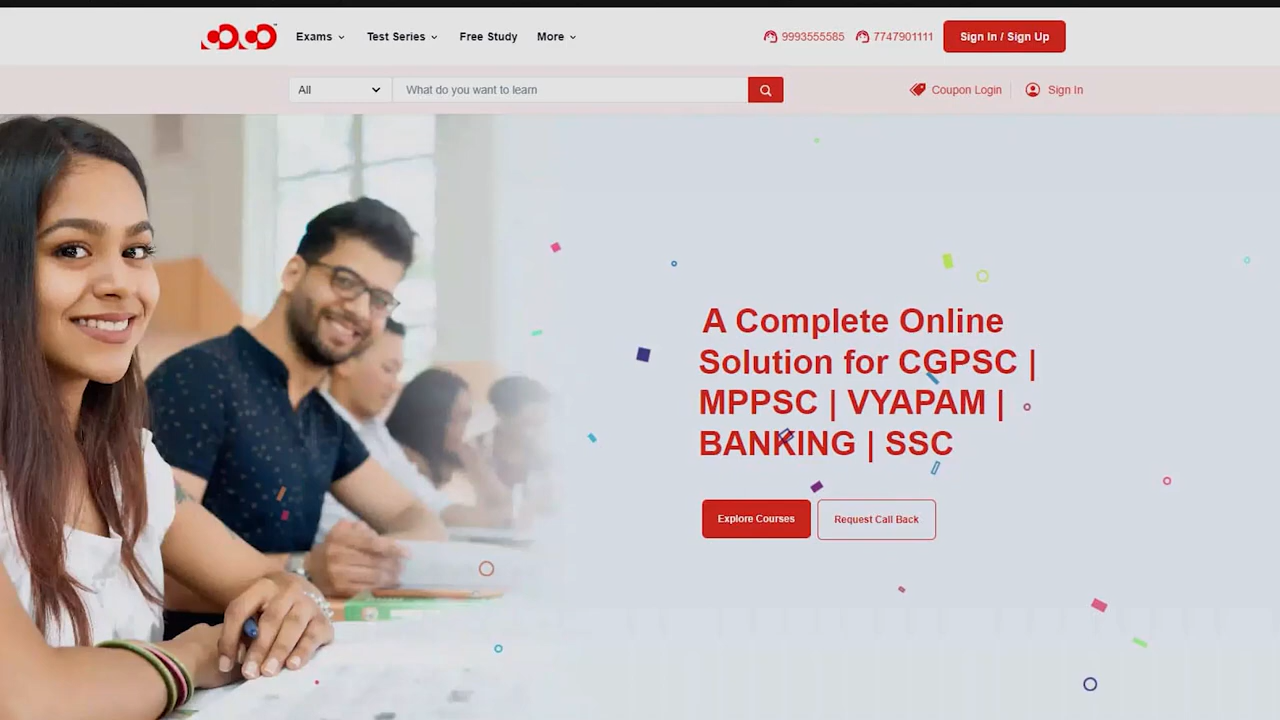 Exams
Test Series
Free Study
More
9993555585
7747901111
Sign In / Sign Up
All
What do you want to learn
Coupon Login
Sign In
A Complete Online
Solution for CGPSC |
MPPSC | VYAPAM |
BANKING | SSC
Explore Courses
Request Call Back